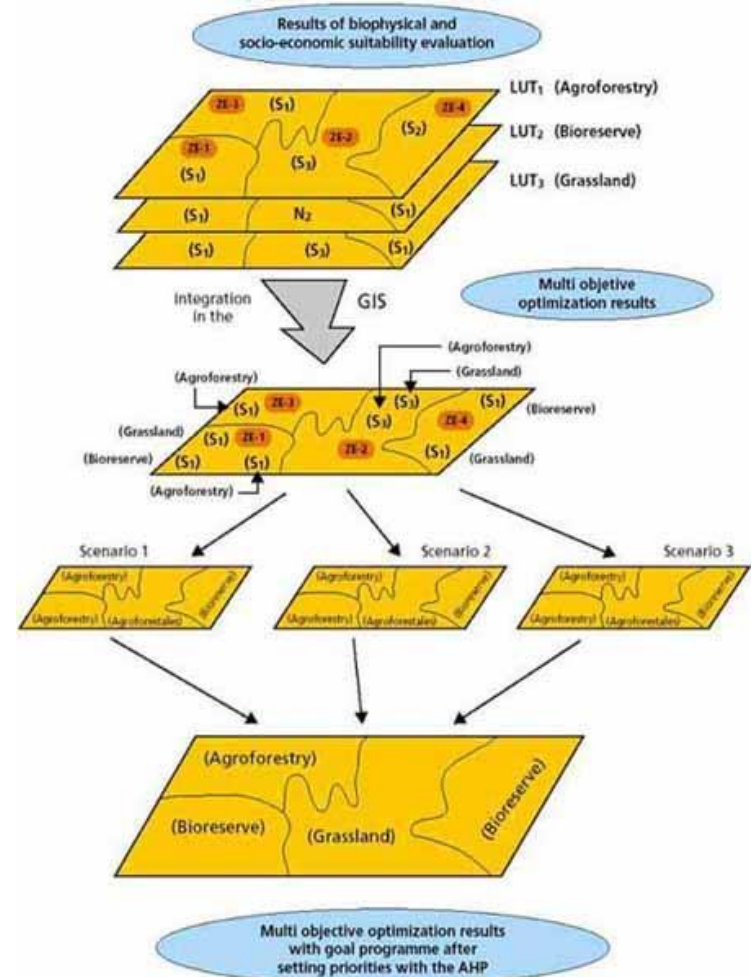 Results of biophysical and
socio-economic suitability evaluation
LUT₁ (Agroforestry)
LUT₂ (Bioreserve)
LUT₃ (Grassland)
ZE-3
(S₁)
ZE-4
ZE-1
ZE-2
(S₂)
(S₁)
(S₃)
(S₁)
N₂
(S₁)
(S₁)
(S₃)
(S₁)
Integration
in the
GIS
Multi objetive
optimization results
(Agroforestry)
(Grassland)
(Agroforestry)
(S₁)
ZE-3
(S₃)
(S₁)
(Bioreserve)
(S₃)
ZE-4
(Grassland)
(S₁)
ZE-1
ZE-2
(S₁)
(Bioreserve)
(S₁)
(S₁)
(Grassland)
(Agroforestry)
Scenario 1
(Agroforestry)
(Bioreserve)
(Agroforestry)
(Agroforestales)
Scenario 2
(Agroforestry)
(Bioreserve)
(Agroforestry)
(Agroforestales)
Scenario 3
(Agroforestry)
(Bioreserve)
(Agroforestry)
(Agroforestales)
(Agroforestry)
(Bioreserve)
(Grassland)
(Bioreserve)
Multi objective optimization results
with goal programme after
setting priorities with the AHP